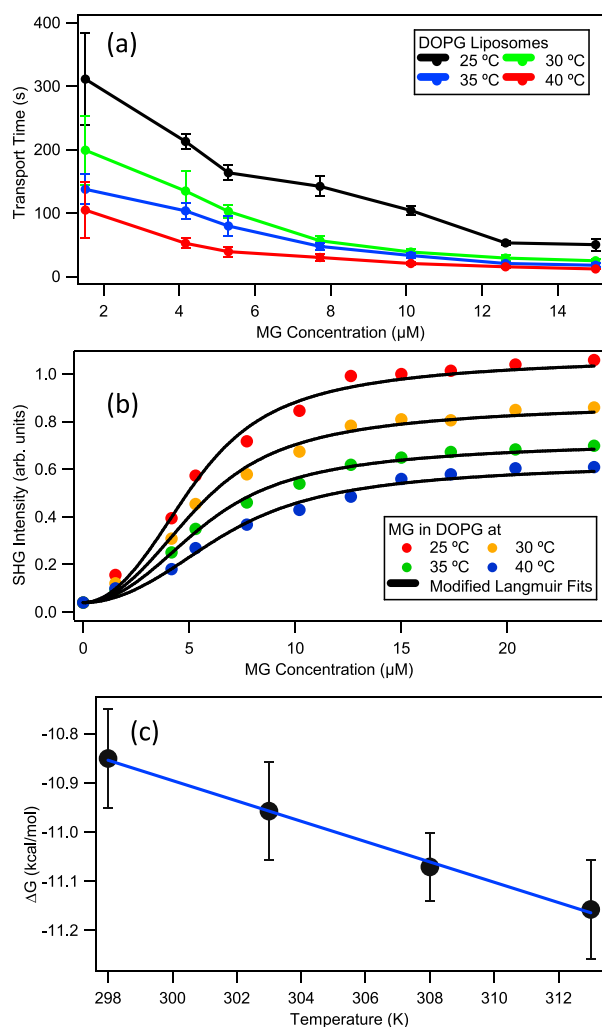 (a)
DOPG Liposomes
25 ºC 30 ºC
35 ºC 40 ºC
400
300
200
100
0
Transport Time (s)
2 4 6 8 10 12 14
MG Concentration (µM)
(b)
1.0
0.8
0.6
0.4
0.2
0.0
SHG Intensity (arb. units)
MG in DOPG at
25 ºC 30 ºC
35 ºC 40 ºC
Modified Langmuir Fits
0 5 10 15 20
MG Concentration (µM)
(c)
-10.8
-10.9
-11.0
-11.1
-11.2
ΔG (kcal/mol)
298 300 302 304 306 308 310 312
Temperature (K)